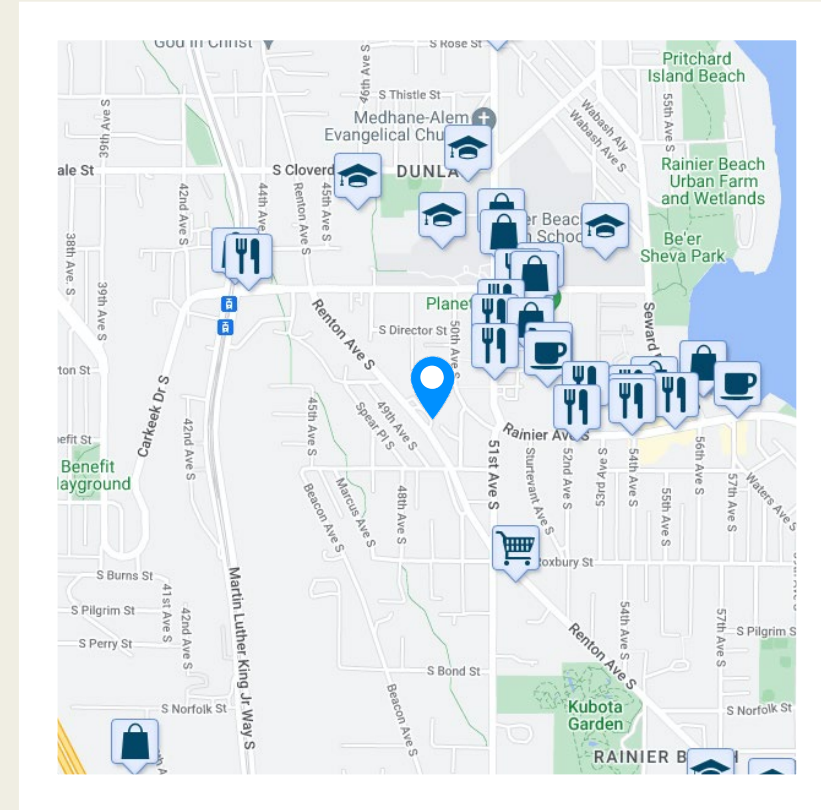 God In Christ
S Rose St
Pritchard
Island Beach
46th Ave S
S Thistle St
39th Ave S
Medhane-Alem
Evangelical
Wabash Aly
Wabash Ave S
55th Ave S
S
DUNLA
ale St
42nd Ave S
44th Ave
Renton Ave S
45th Ave S
Rainier Beach
Urban Farm
and Wetlands
er Beac
Schoo
Be'er
Sheva Park
38th Ave S
39th Ave S
Planet
Renton Ave S
S Director St
50th Ave S
Seward
ton St
Carkeek Dr S
49th Ave S
Spear Pl S
45th Ave S
42nd Ave S
Rainier Ave S
51st Ave S
efit St
Benefit
layground
Sturtevant Ave S
52nd Ave S
53rd Ave S
54th Ave S
55th Ave S
56th Ave S
57th Ave S
Waters Ave S
Beacon Ave S
Marcus Ave S
48th Ave S
oxbury St
S Burns St
41st Ave S
S Pilgrim St
42nd Ave S
S Perry St
Martin Luther King Jr Way S
Renton Ave S
54th Ave S
57th Ave S
S Pilgrim S
S Bond St
Beacon Ave S
S Norfolk St
Kubota
Garden
S Norfolk St
RAINIER B